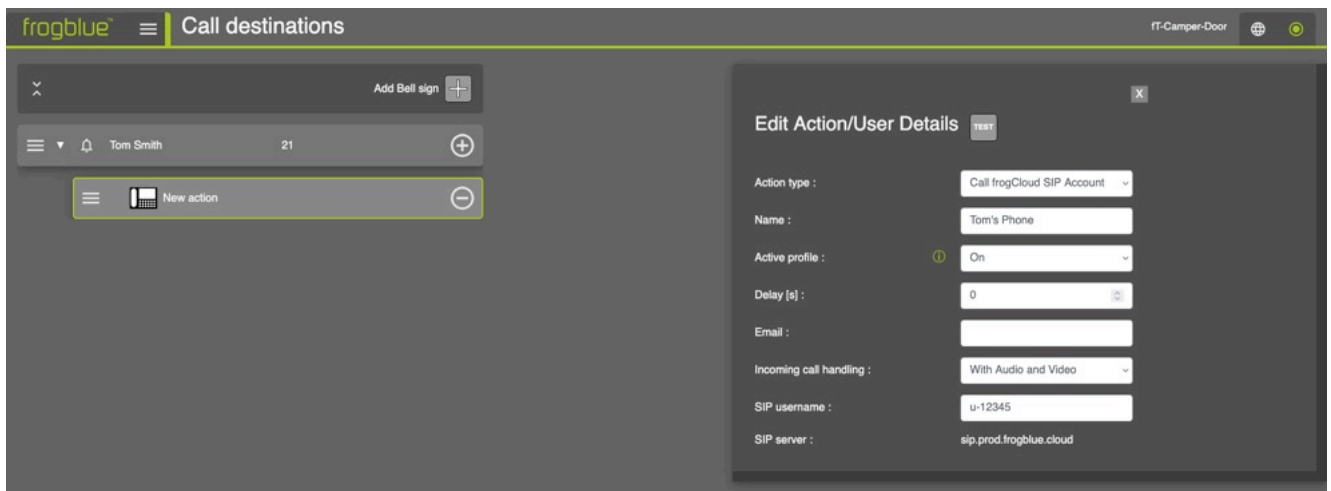 frogblue™ Call destinations fT-Camper-Door
Add Bell sign
Tom Smith 21
New action
X
Edit Action/User Details TEST
Action type : Call frogCloud SIP Account
Name : Tom's Phone
Active profile : On
Delay [s] : 0
Email :
Incoming call handling : With Audio and Video
SIP username : u-12345
SIP server : sip.prod.frogblue.cloud